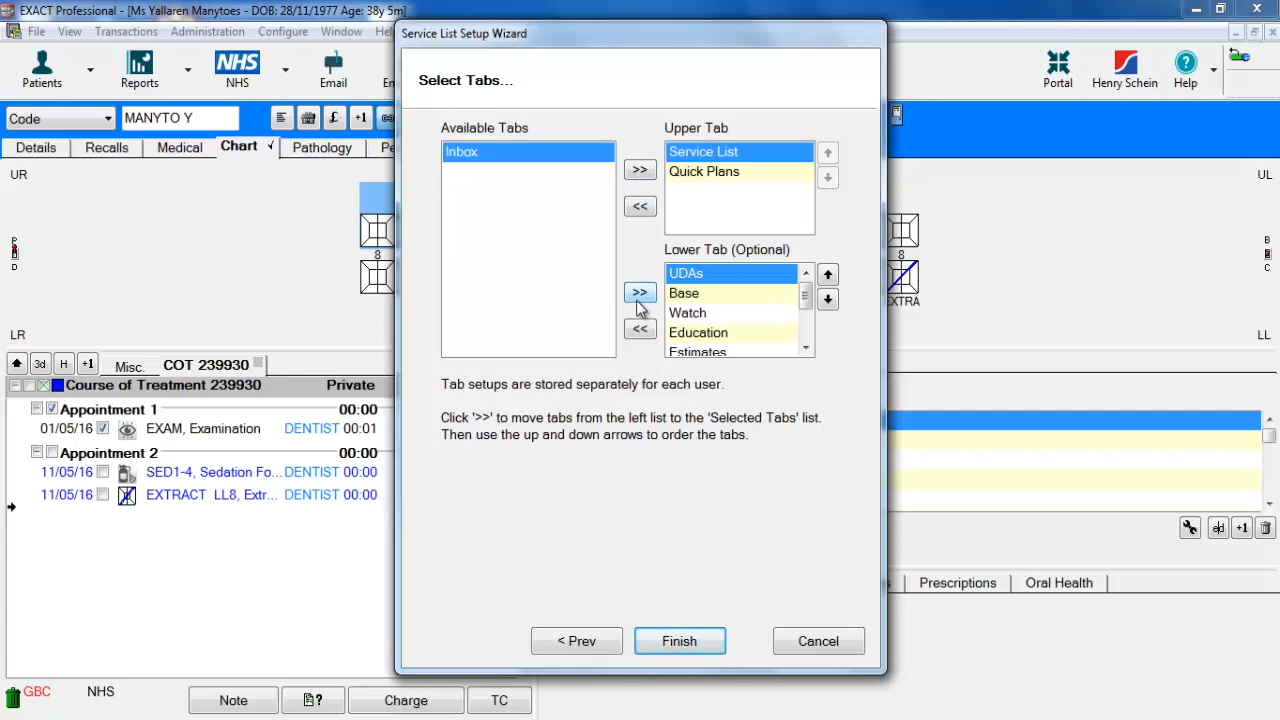 EXACT Professional - [Ms Yallaren Manytoes - DOB: 28/11/1977 Age: 38y 5m]
File View Transactions Administration Configure Window
Patients Reports NHS NHS Email Portal Henry Schein Help
Code MANYTO Y £ +1
Details Recalls Medical Chart Pathology
UR UL
P D 8 8 B C
EXTRA
LR LL
3d H +1 Misc. COT 239930
Course of Treatment 239930 Private
Appointment 1 00:00
01/05/16 EXAM, Examination DENTIST 00:01
Appointment 2 00:00
11/05/16 SED1-4, Sedation Fo... DENTIST 00:00
11/05/16 EXTRACT LL8, Extr... DENTIST 00:00
GBC NHS Note ? Charge TC
+1
Prescriptions Oral Health
Service List Setup Wizard
Select Tabs...
Available Tabs
Inbox
>>
<<
>>
<<
Upper Tab
Service List
Quick Plans
Lower Tab (Optional)
UDAs
Base
Watch
Education
Estimates
Tab setups are stored separately for each user.
Click '>>' to move tabs from the left list to the 'Selected Tabs' list.
Then use the up and down arrows to order the tabs.
< Prev Finish Cancel